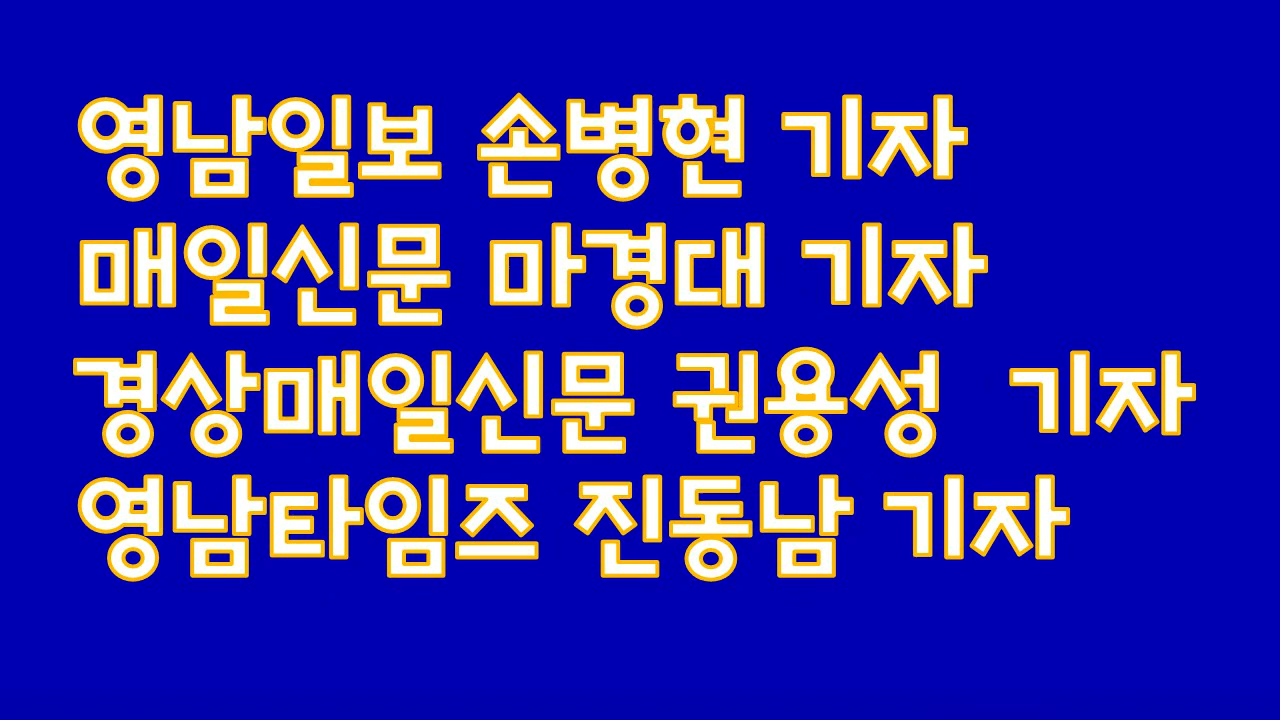 영남일보 손병현 기자
매일신문 마경대 기자
경상매일신문 권용성 기자
영남타임즈 진동남 기자